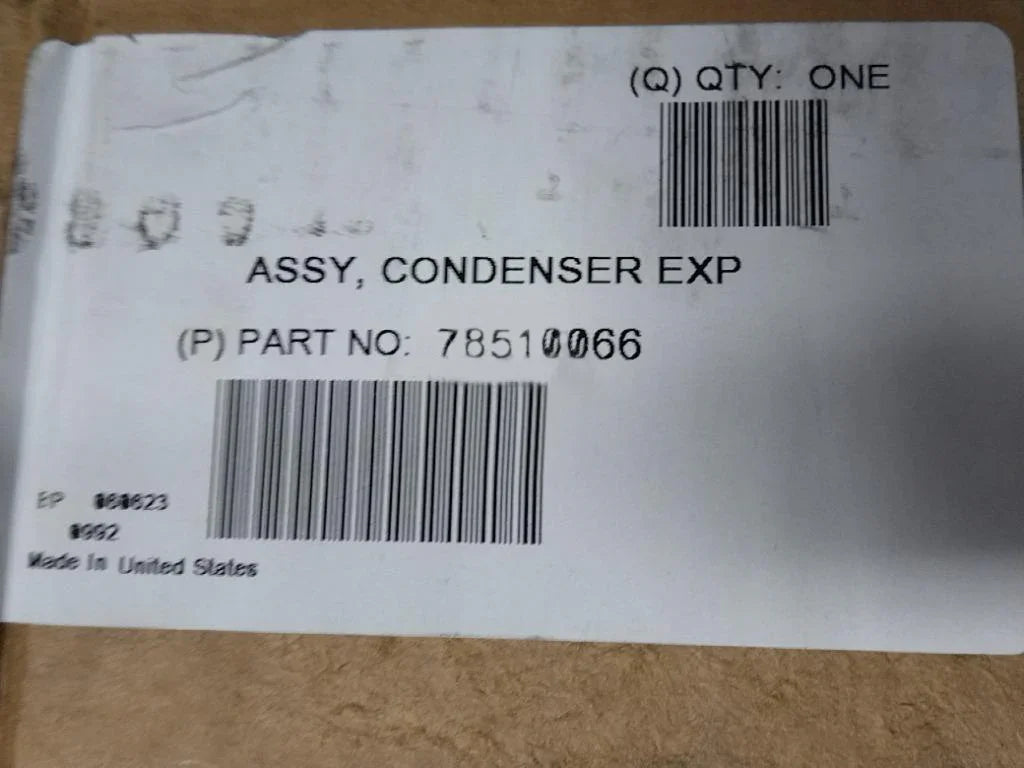 (Q) QTY: ONE
ASSY, CONDENSER EXP
(P) PART NO: 78510066
EP 060623
0992
Made In United States